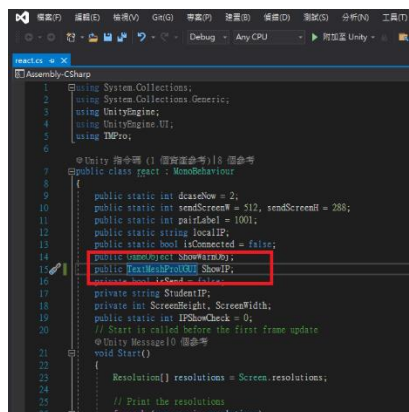 檔案(F) 編輯(E) 檢視(V) Git(G) 專案(P) 建置(B) 偵錯(D) 測試(S) 分析(N) 工具(T)
Debug Any CPU 附加至 Unity
react.cs
Assembly-CSharp
1 using System.Collections;
2 using System.Collections.Generic;
3 using UnityEngine;
4 using UnityEngine.UI;
5 using TMPro;
6
Unity 指令碼 (1 個資產參考)|8 個參考
7 public class react : MonoBehaviour
8 {
9 public static int dcaseNow = 2;
10 public static int sendScreenW = 512, sendScreenH = 288;
11 public static int pairLabel = 1001;
12 public static string localIP;
13 public static bool isConnected = false;
14 public GameObject ShowWarmObj;
15 public TextMeshProUGUI ShowIP;
16 private bool isSend = false;
17 private string StudentIP;
18 private int ScreenHeight, ScreenWidth;
19 public static int IPShowCheck = 0;
20 // Start is called before the first frame update
Unity Message|0 個參考
21 void Start()
22 {
23 Resolution[] resolutions = Screen.resolutions;
24
25 // Print the resolutions